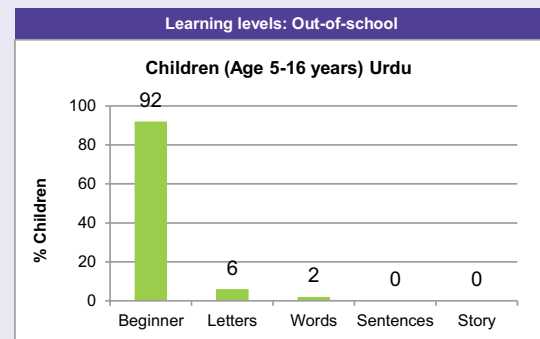 Learning levels: Out-of-school
Children (Age 5-16 years) Urdu
% Children
100
80
60
40
20
0
92
6
2
0
0
Beginner Letters Words Sentences Story